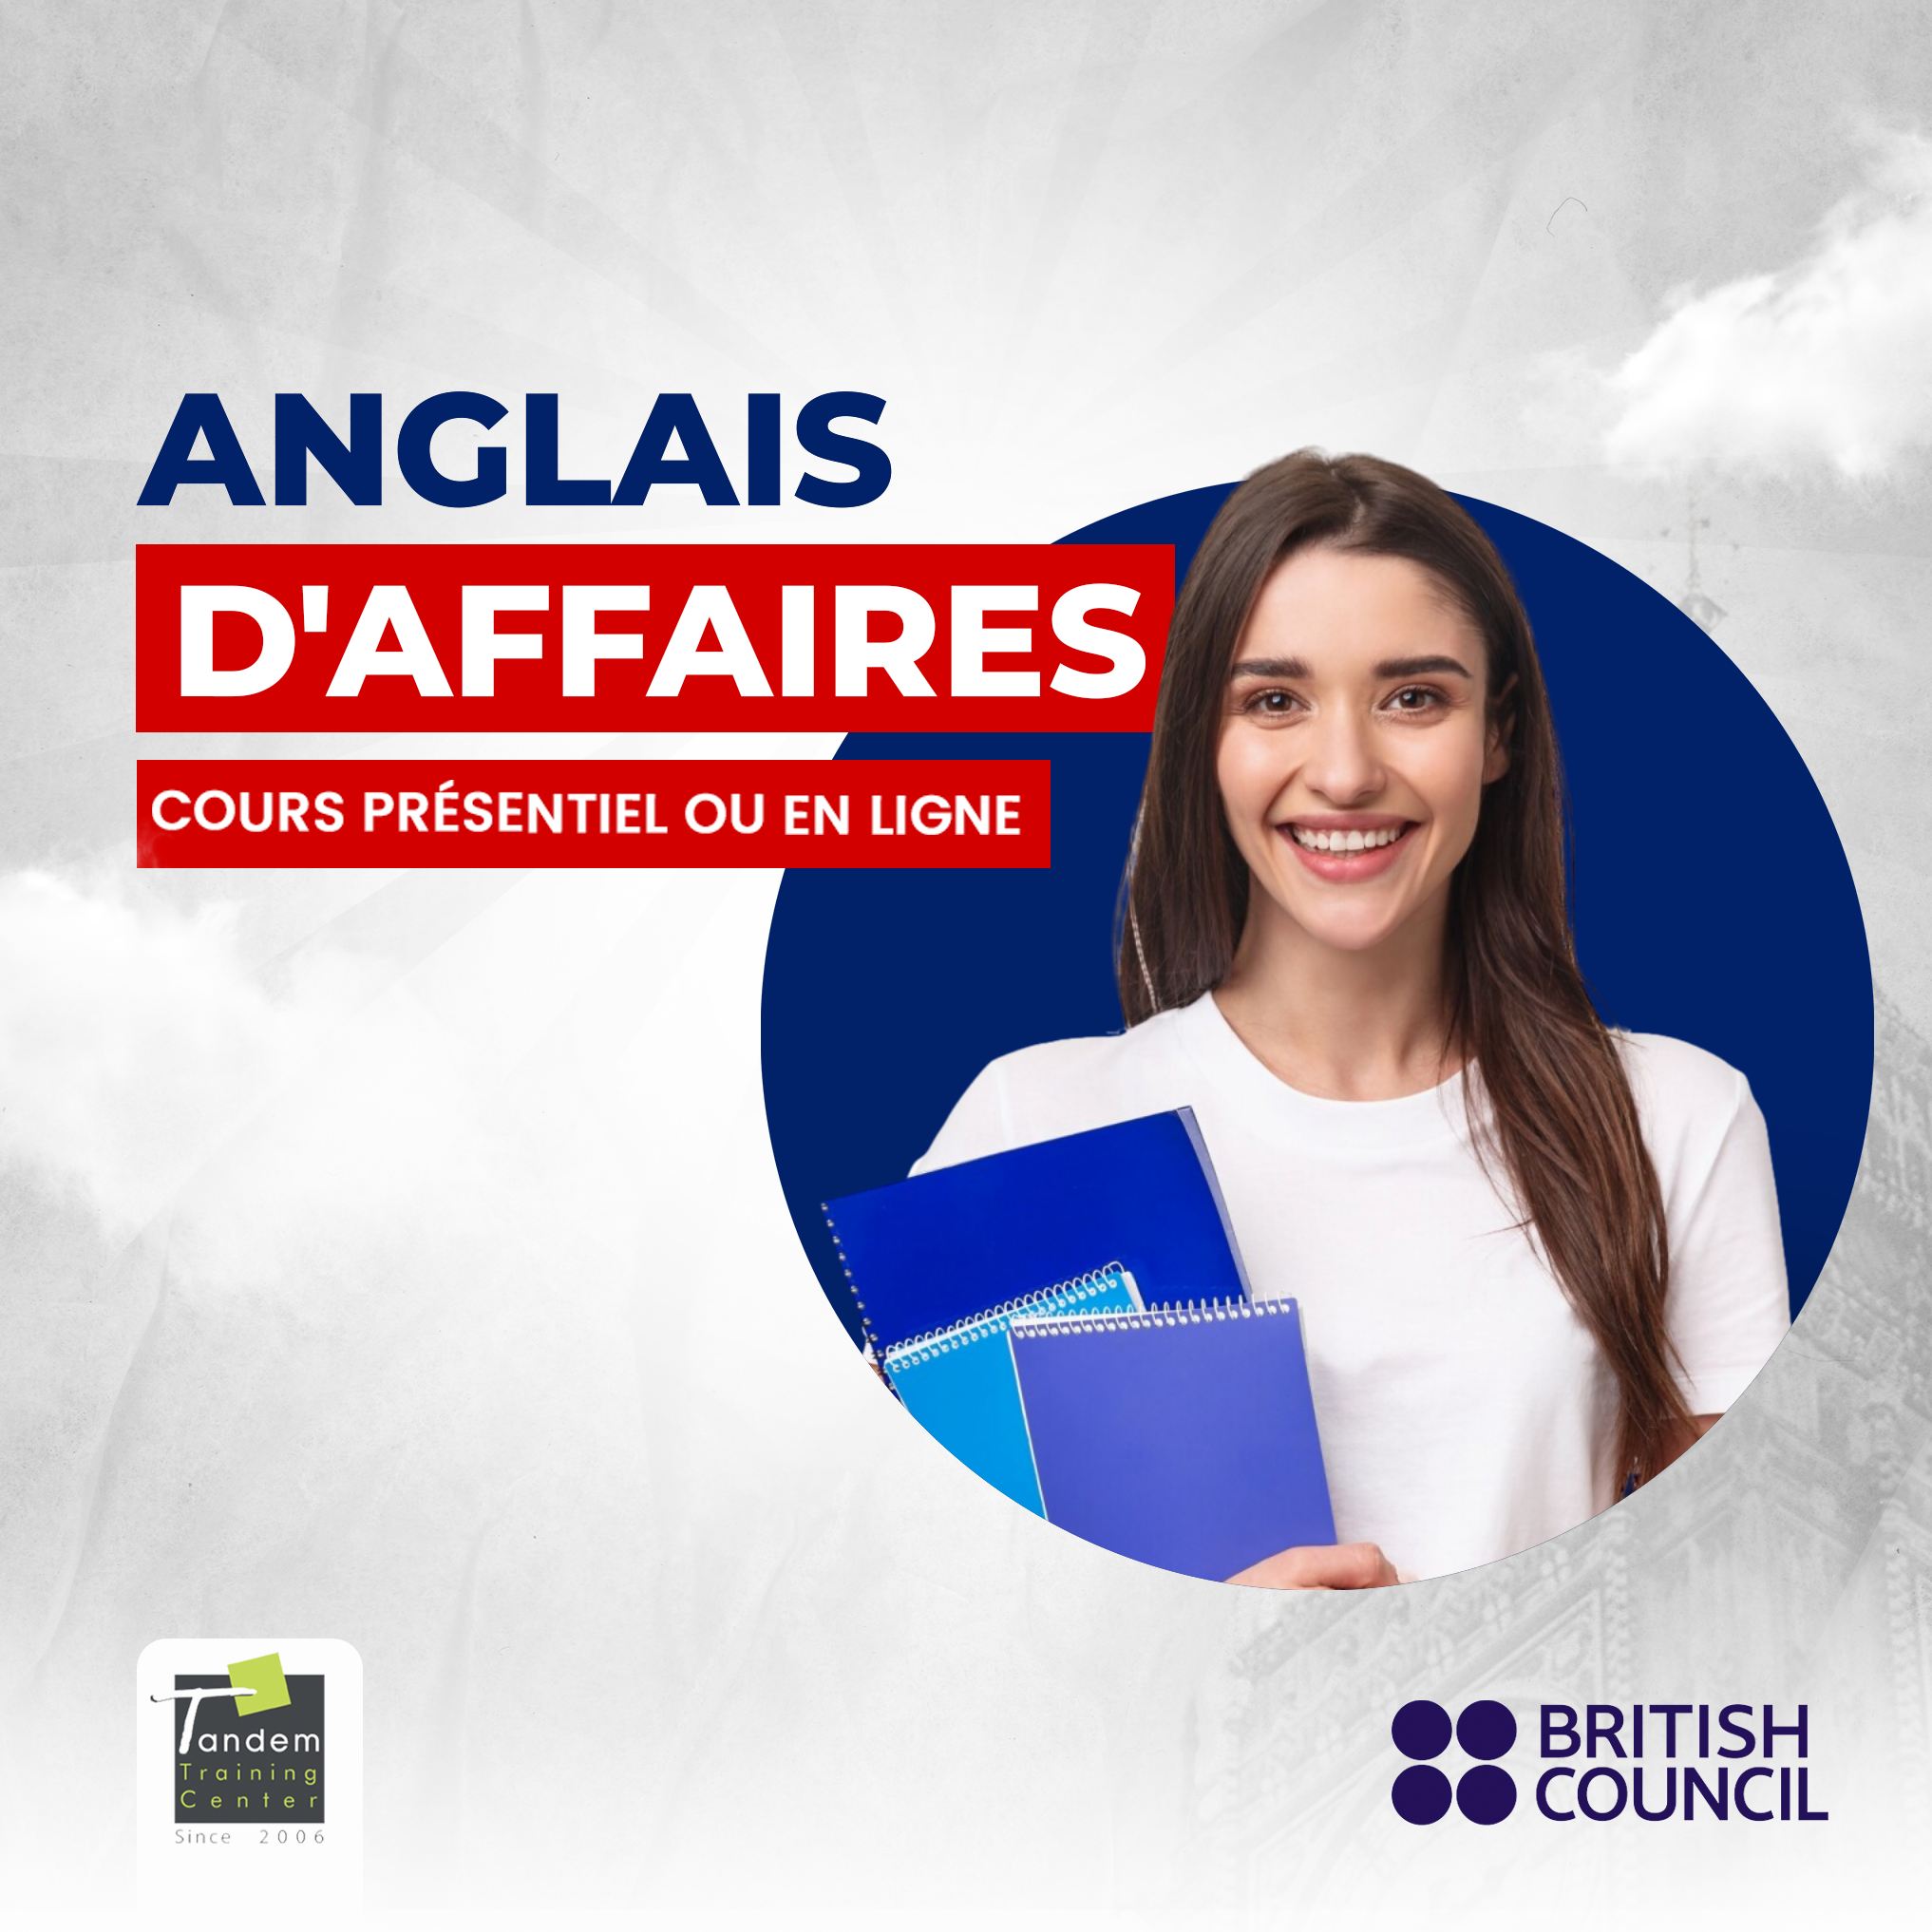 ANGLAIS
D'AFFAIRES
COURS PRÉSENTIEL OU EN LIGNE
Tandem
Training
Center
Since 2006
BRITISH
COUNCIL